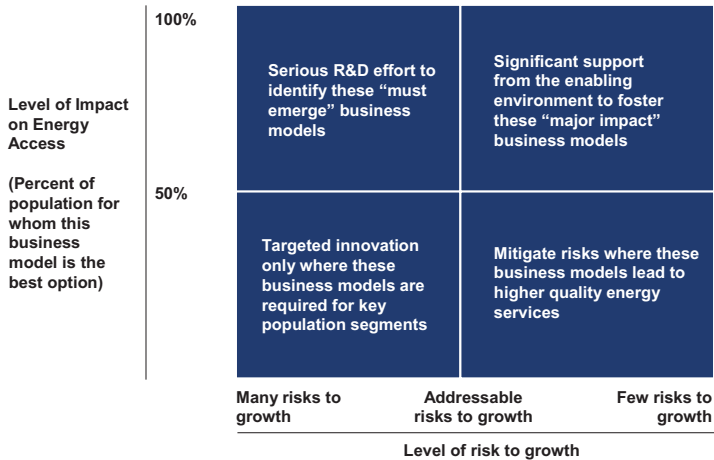 100%
Level of Impact
on Energy
Access
(Percent of
population for
whom this
business
model is the
best option)
50%
Serious R&D effort to
identify these “must
emerge” business
models
Significant support
from the enabling
environment to foster
these “major impact”
business models
Targeted innovation
only where these
business models are
required for key
population segments
Mitigate risks where these
business models lead to
higher quality energy
services
Many risks to
growth
Addressable
risks to growth
Few risks to
growth
Level of risk to growth